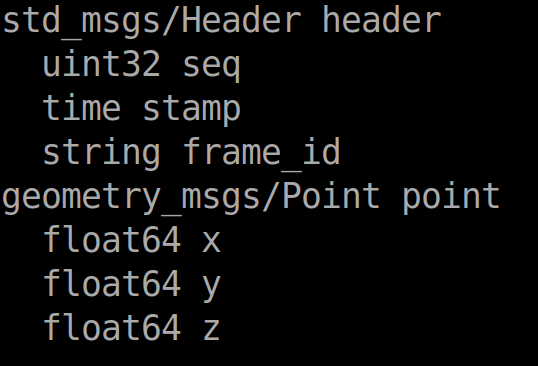 std_msgs/Header header
  uint32 seq
  time stamp
  string frame_id
geometry_msgs/Point point
  float64 x
  float64 y
  float64 z